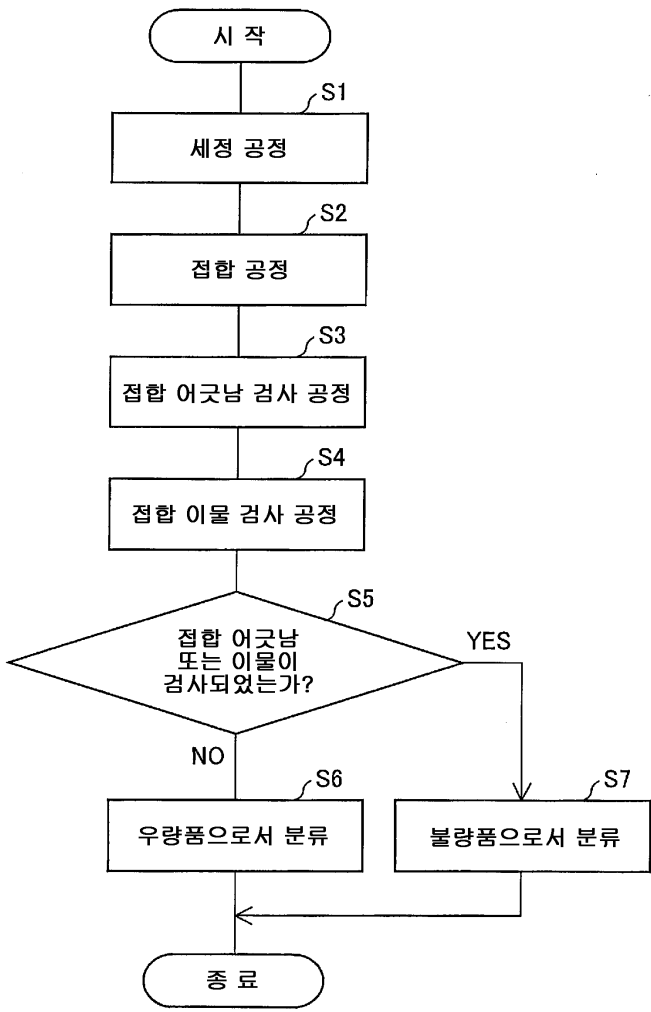 시 작
S1
세정 공정
S2
접합 공정
S3
접합 어긋남 검사 공정
S4
접합 이물 검사 공정
S5
접합 어긋남
또는 이물이
검사되었는가?
YES
NO
S6
우량품으로서 분류
S7
불량품으로서 분류
종 료